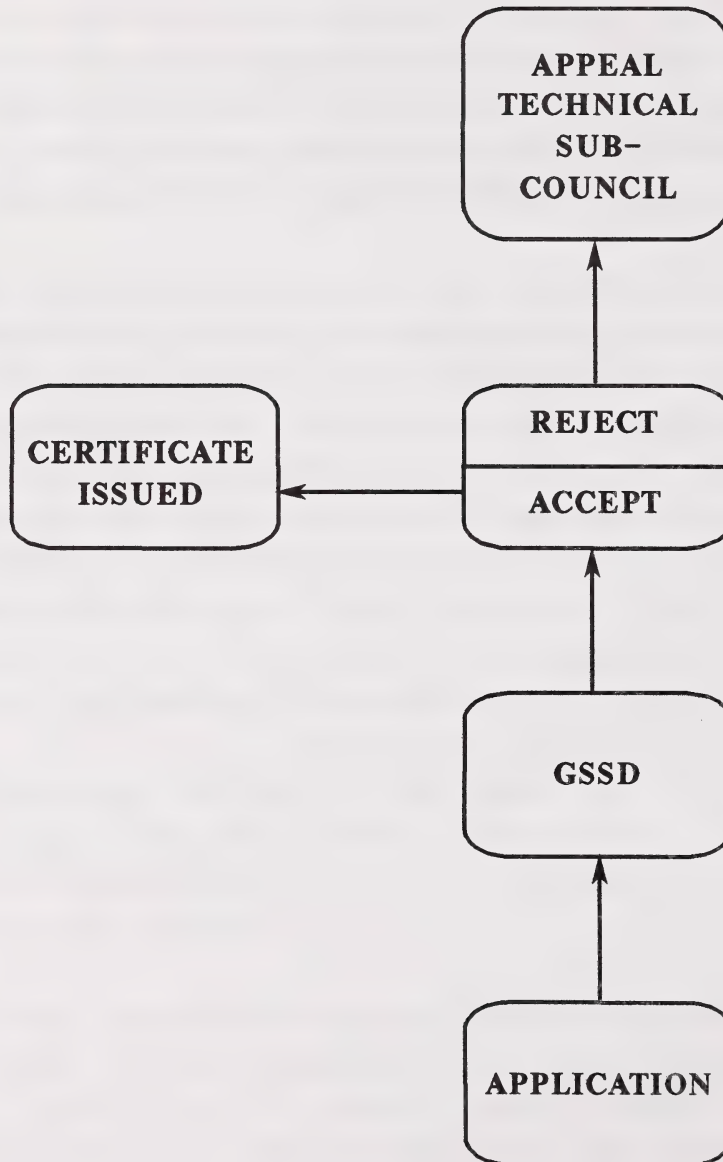 APPEAL
TECHNICAL
SUB-
COUNCIL
REJECT
CERTIFICATE
ISSUED
ACCEPT
GSSD
APPLICATION